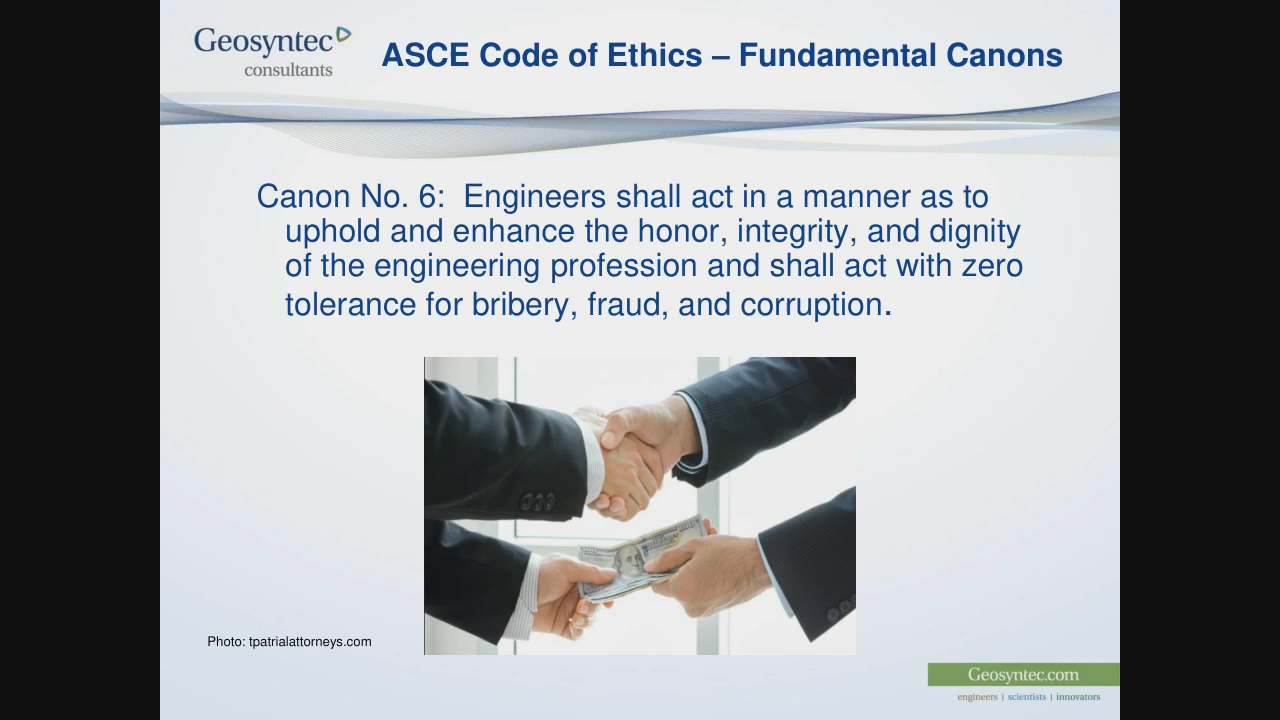 Geosyntec
consultants
ASCE Code of Ethics – Fundamental Canons
Canon No. 6:  Engineers shall act in a manner as to
uphold and enhance the honor, integrity, and dignity
of the engineering profession and shall act with zero
tolerance for bribery, fraud, and corruption.
Photo: tpatrialattorneys.com
Geosyntec.com
engineers | scientists | innovators